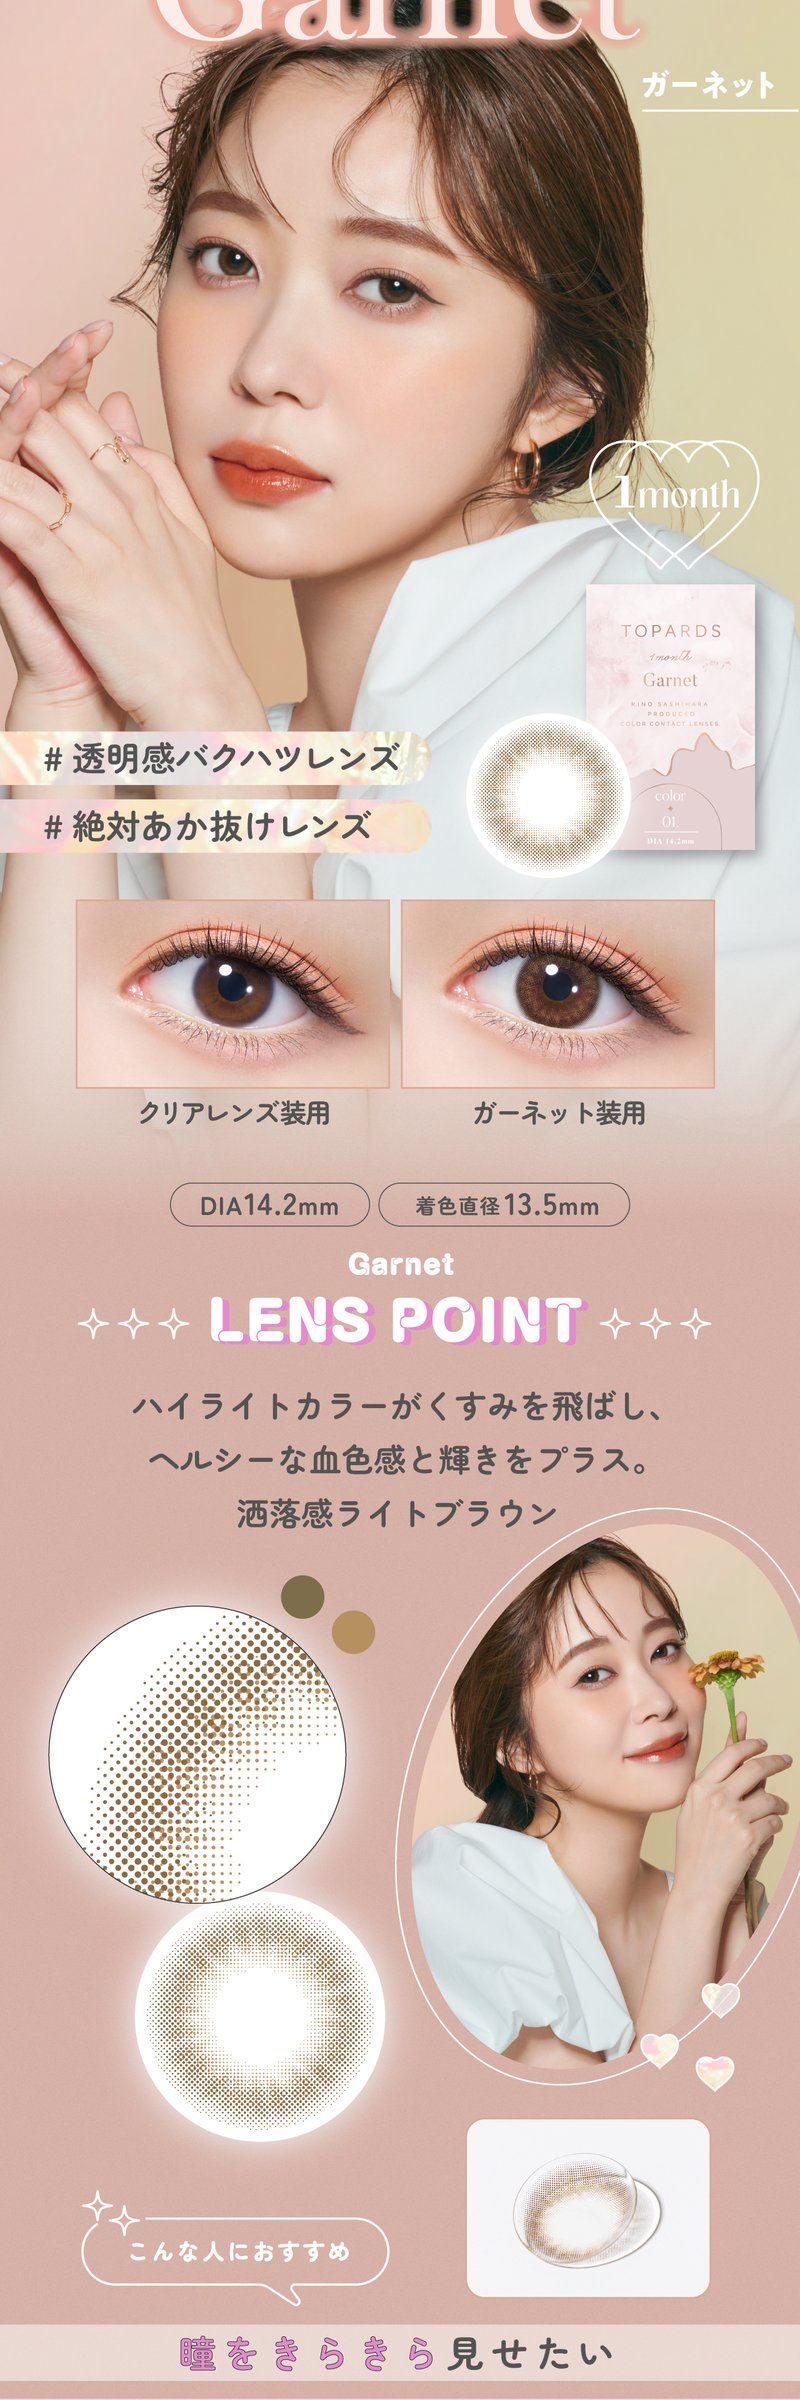 Garnet
ガーネット
1month
TOPARDS
1month
Garnet
RINO SASHIHARA
PRODUCED
COLOR CONTACT LENSES
color
01.
DIA 14.2mm
# 透明感バクハツレンズ
# 絶対あか抜けレンズ
クリアレンズ装用
ガーネット装用
DIA14.2mm
着色直径13.5mm
Garnet
LENS POINT
ハイライトカラーがくすみを飛ばし、
ヘルシーな血色感と輝きをプラス。
洒落感ライトブラウン
こんな人におすすめ
瞳をきらきら見せたい